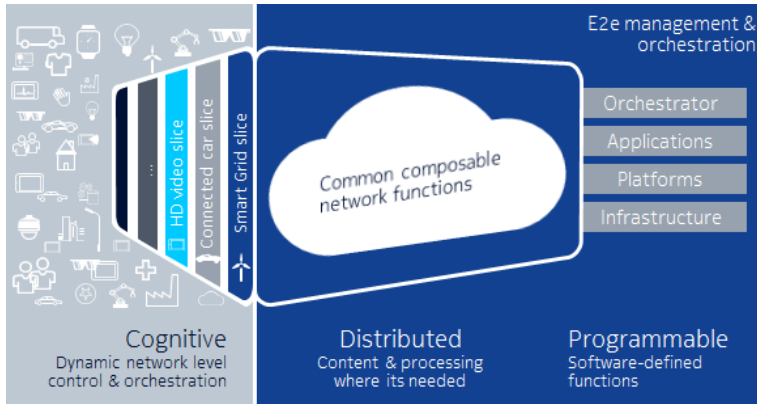 E2e management &
orchestration
Orchestrator
Applications
Platforms
Infrastructure
...
HD video slice
Connected car slice
Smart Grid slice
Common composable
network functions
Cognitive
Dynamic network level
control & orchestration
Distributed
Content & processing
where its needed
Programmable
Software-defined
functions